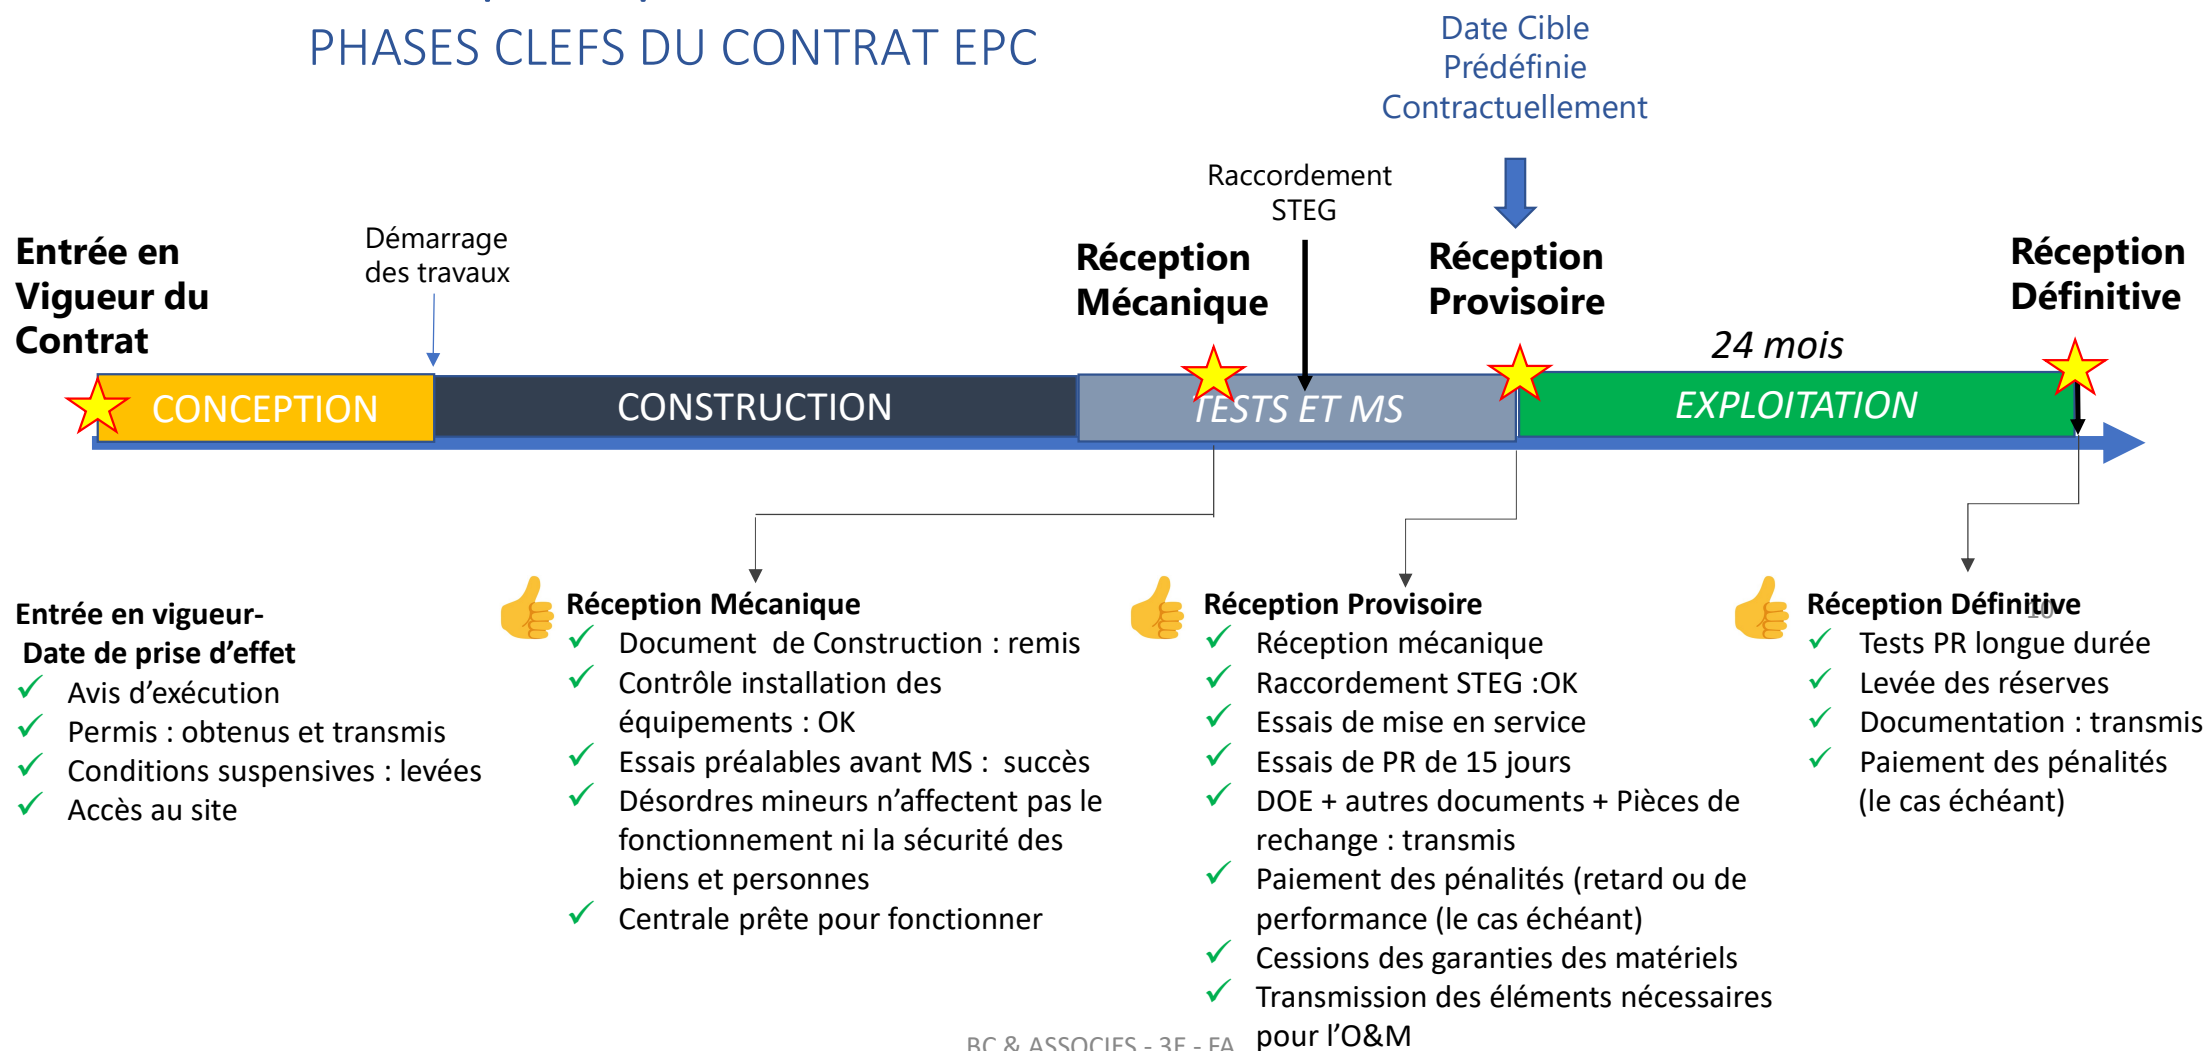 PHASES CLEFS DU CONTRAT EPC
Date Cible
Prédéfinie
Contractuellement
Raccordement
STEG
Entrée en
Vigueur du
Contrat
Démarrage
des travaux
Réception
Mécanique
Réception
Provisoire
Réception
Définitive
24 mois
CONCEPTION
CONSTRUCTION
TESTS ET MS
EXPLOITATION
Entrée en vigueur-
Date de prise d’effet
✓ Avis d’exécution
✓ Permis : obtenus et transmis
✓ Conditions suspensives : levées
✓ Accès au site
Réception Mécanique
✓ Document de Construction : remis
✓ Contrôle installation des
équipements : OK
✓ Essais préalables avant MS : succès
✓ Désordres mineurs n’affectent pas le
fonctionnement ni la sécurité des
biens et personnes
✓ Centrale prête pour fonctionner
Réception Provisoire
✓ Réception mécanique
✓ Raccordement STEG :OK
✓ Essais de mise en service
✓ Essais de PR de 15 jours
✓ DOE + autres documents + Pièces de
rechange : transmis
✓ Paiement des pénalités (retard ou de
performance (le cas échéant)
✓ Cessions des garanties des matériels
✓ Transmission des éléments nécessaires
pour l’O&M
Réception Définitive
10
✓ Tests PR longue durée
✓ Levée des réserves
✓ Documentation : transmis
✓ Paiement des pénalités
(le cas échéant)
BC & ASSOCIES - 3E - FA